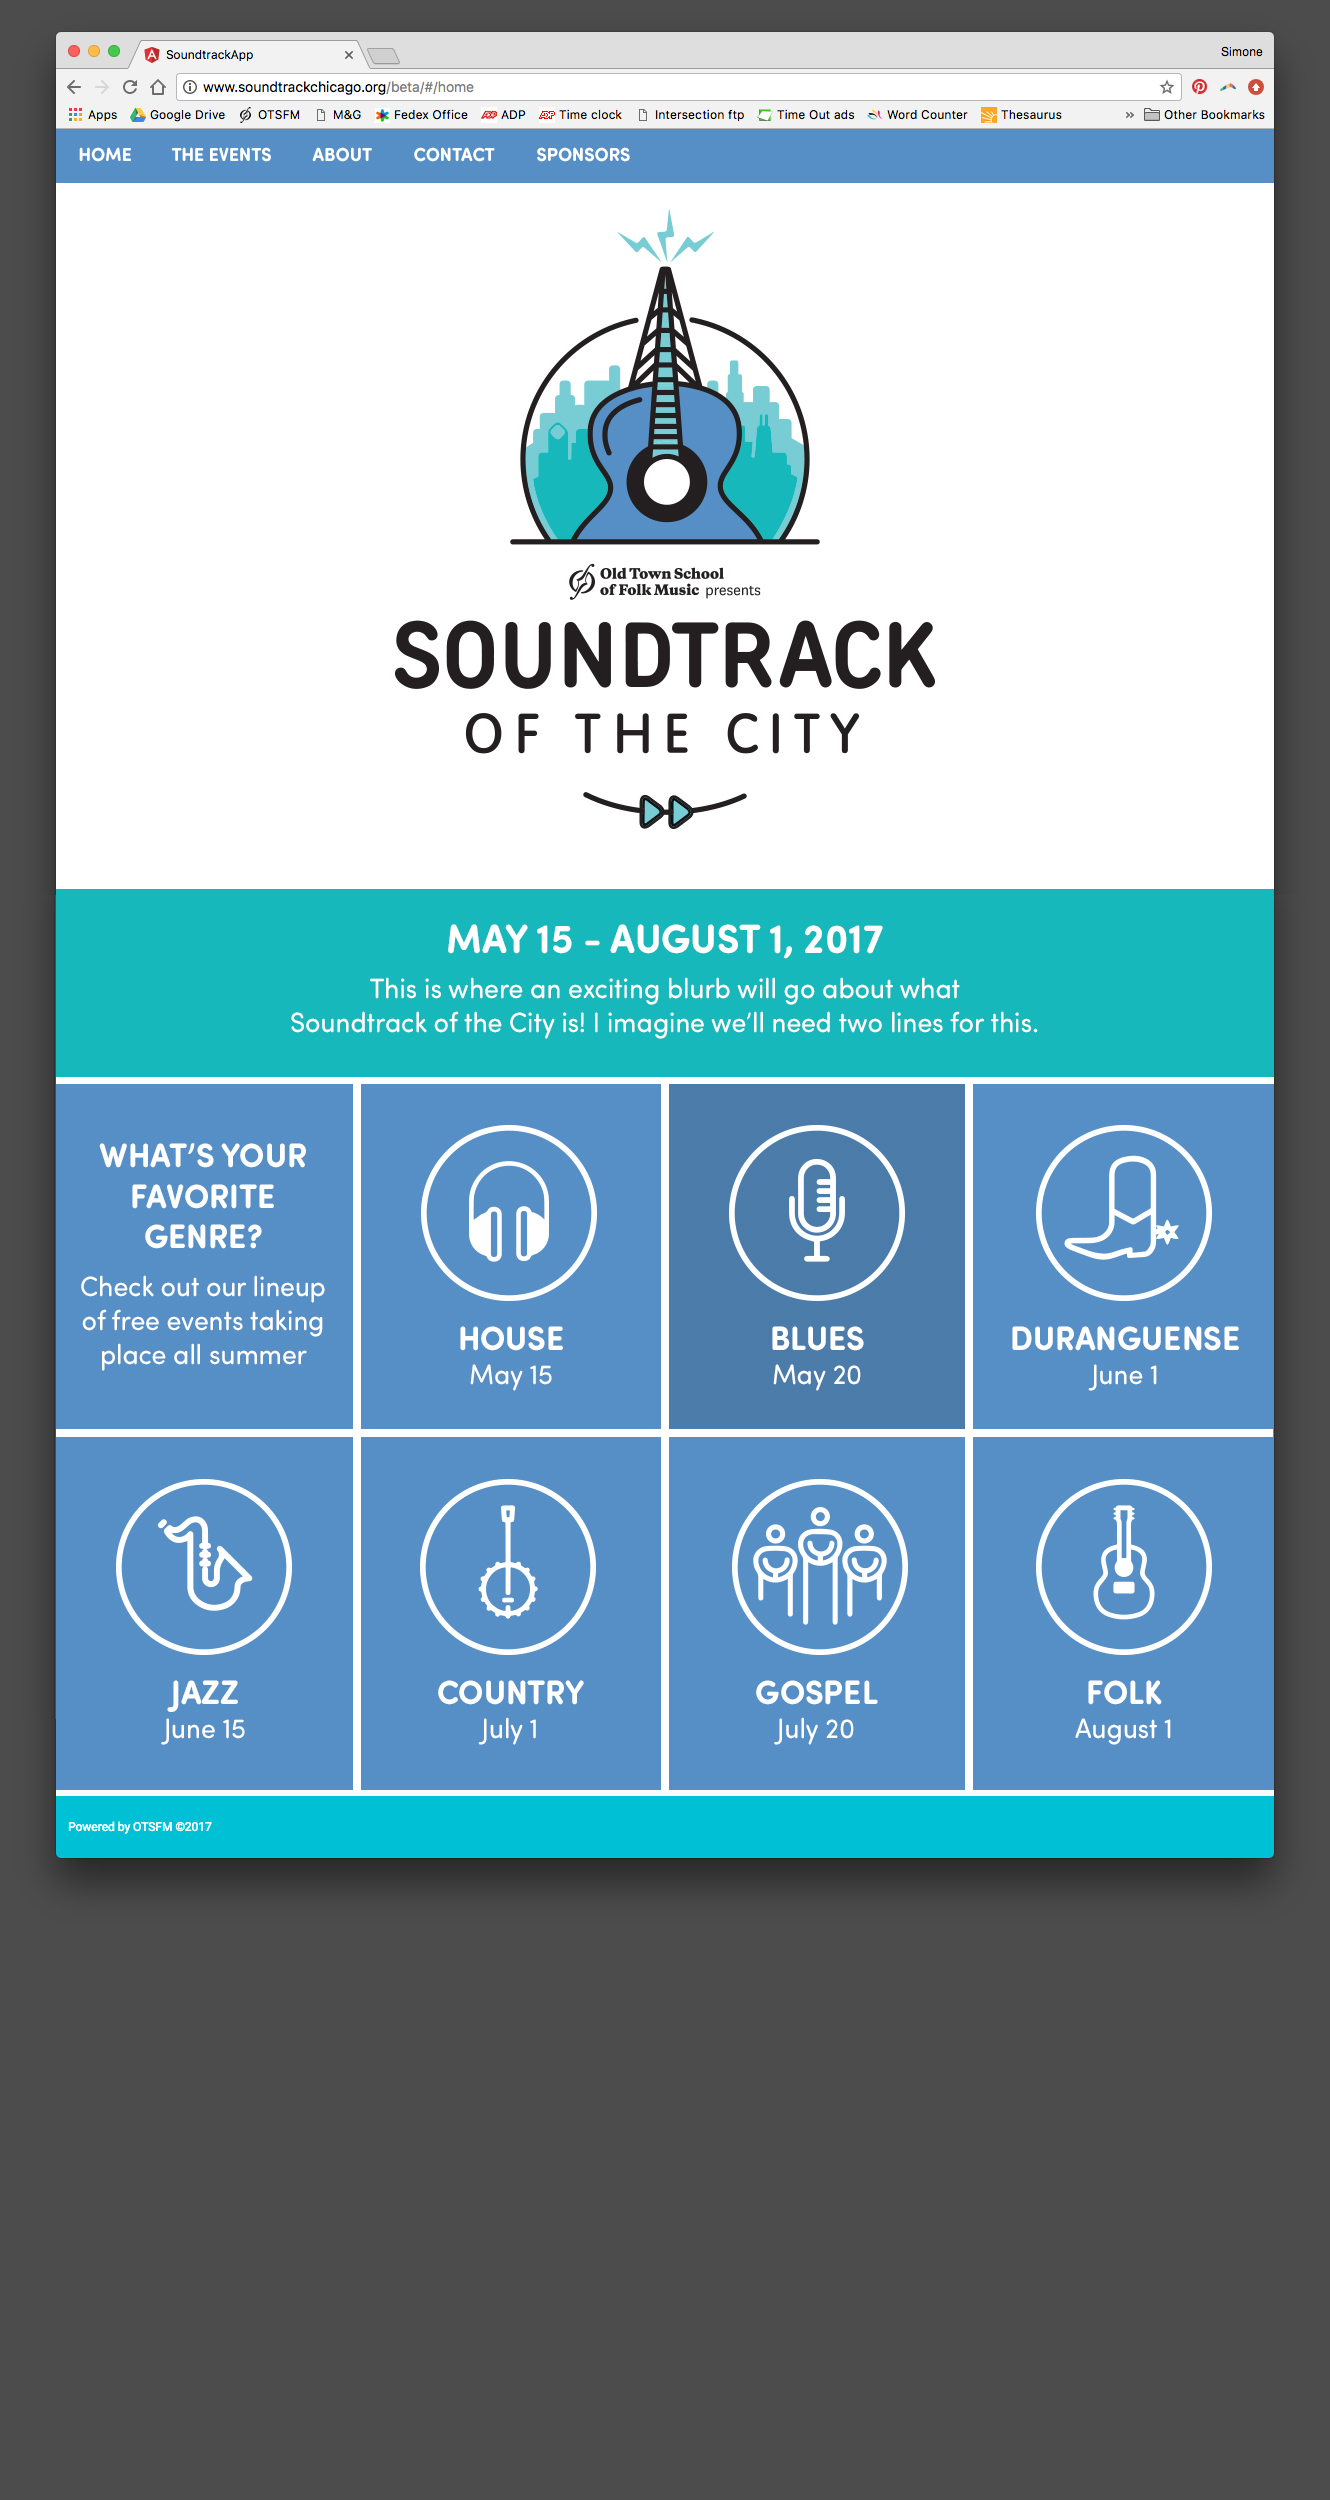 SoundtrackApp
Simone
www.soundtrackchicago.org/beta/#/home
Apps Google Drive OTSFM M&G Fedex Office ADP Time clock Intersection ftp Time Out ads Word Counter Thesaurus » Other Bookmarks
HOME THE EVENTS ABOUT CONTACT SPONSORS
Old Town School
of Folk Music presents
SOUNDTRACK
OF THE CITY
MAY 15 – AUGUST 1, 2017
This is where an exciting blurb will go about what
Soundtrack of the City is! I imagine we’ll need two lines for this.
WHAT’S YOUR
FAVORITE
GENRE?
Check out our lineup
of free events taking
place all summer
HOUSE
May 15
BLUES
May 20
DURANGUENSE
June 1
JAZZ
June 15
COUNTRY
July 1
GOSPEL
July 20
FOLK
August 1
Powered by OTSFM ©2017